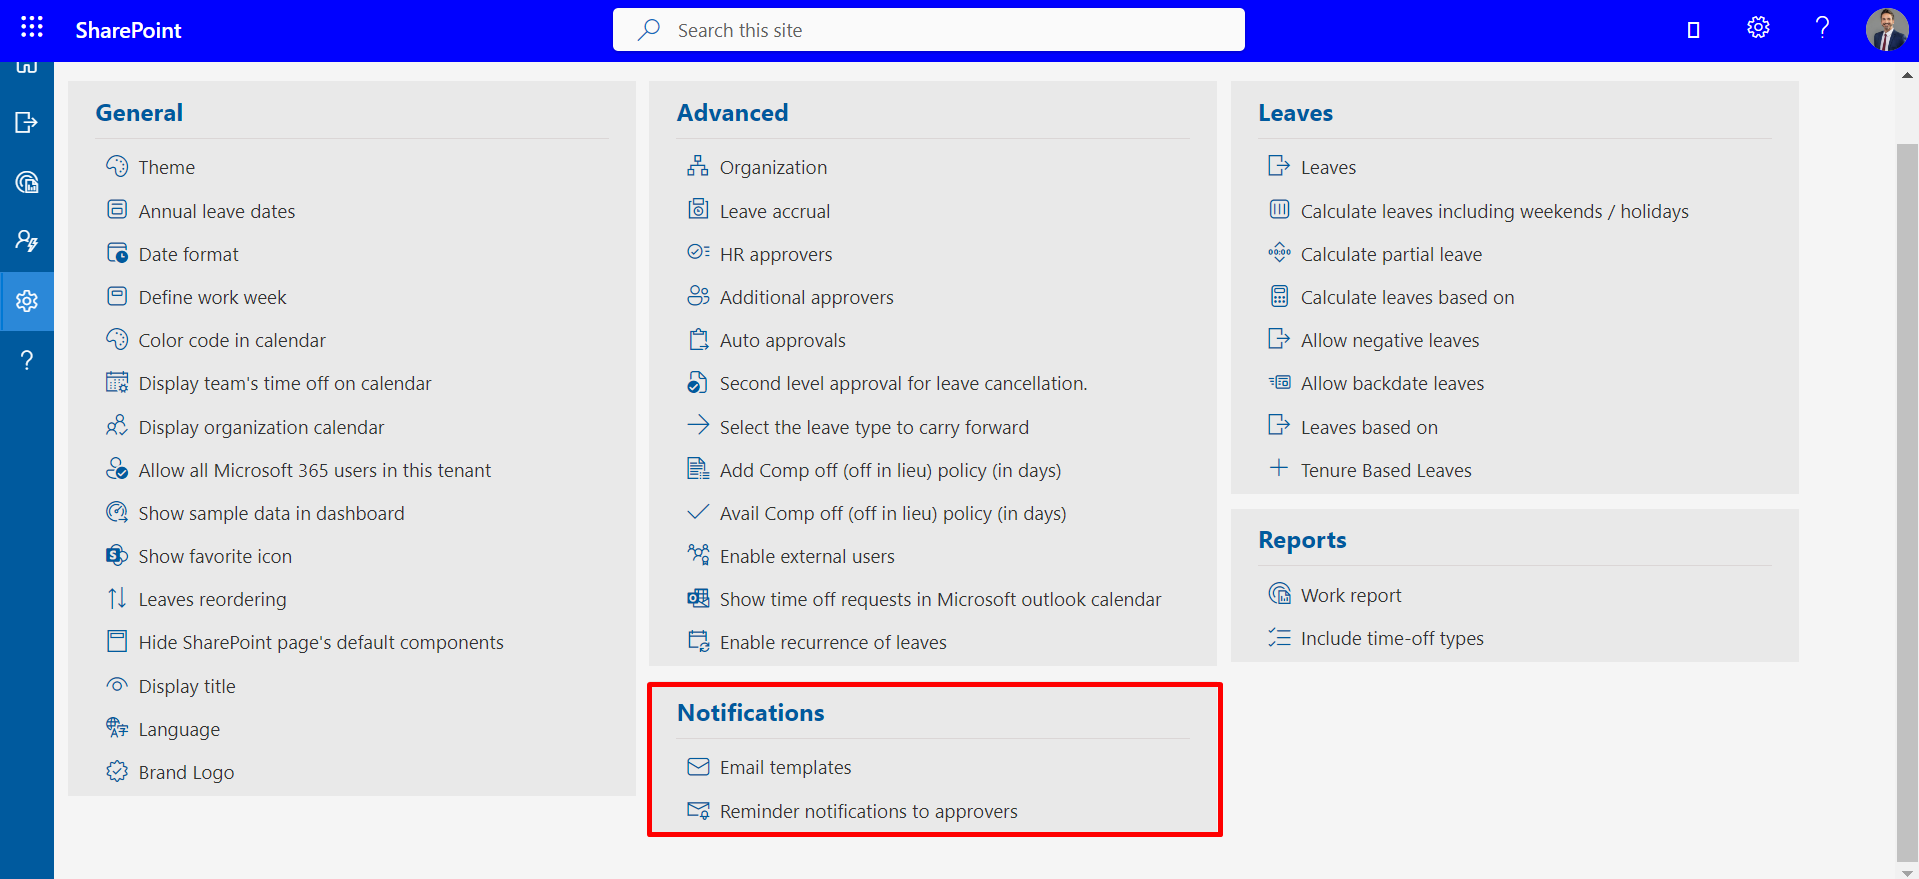 SharePoint
Search this site
General
Theme
Annual leave dates
Date format
Define work week
Color code in calendar
Display team's time off on calendar
Display organization calendar
Allow all Microsoft 365 users in this tenant
Show sample data in dashboard
Show favorite icon
Leaves reordering
Hide SharePoint page's default components
Display title
Language
Brand Logo
Advanced
Organization
Leave accrual
HR approvers
Additional approvers
Auto approvals
Second level approval for leave cancellation.
Select the leave type to carry forward
Add Comp off (off in lieu) policy (in days)
Avail Comp off (off in lieu) policy (in days)
Enable external users
Show time off requests in Microsoft outlook calendar
Enable recurrence of leaves
Notifications
Email templates
Reminder notifications to approvers
Leaves
Leaves
Calculate leaves including weekends / holidays
Calculate partial leave
Calculate leaves based on
Allow negative leaves
Allow backdate leaves
Leaves based on
Tenure Based Leaves
Reports
Work report
Include time-off types